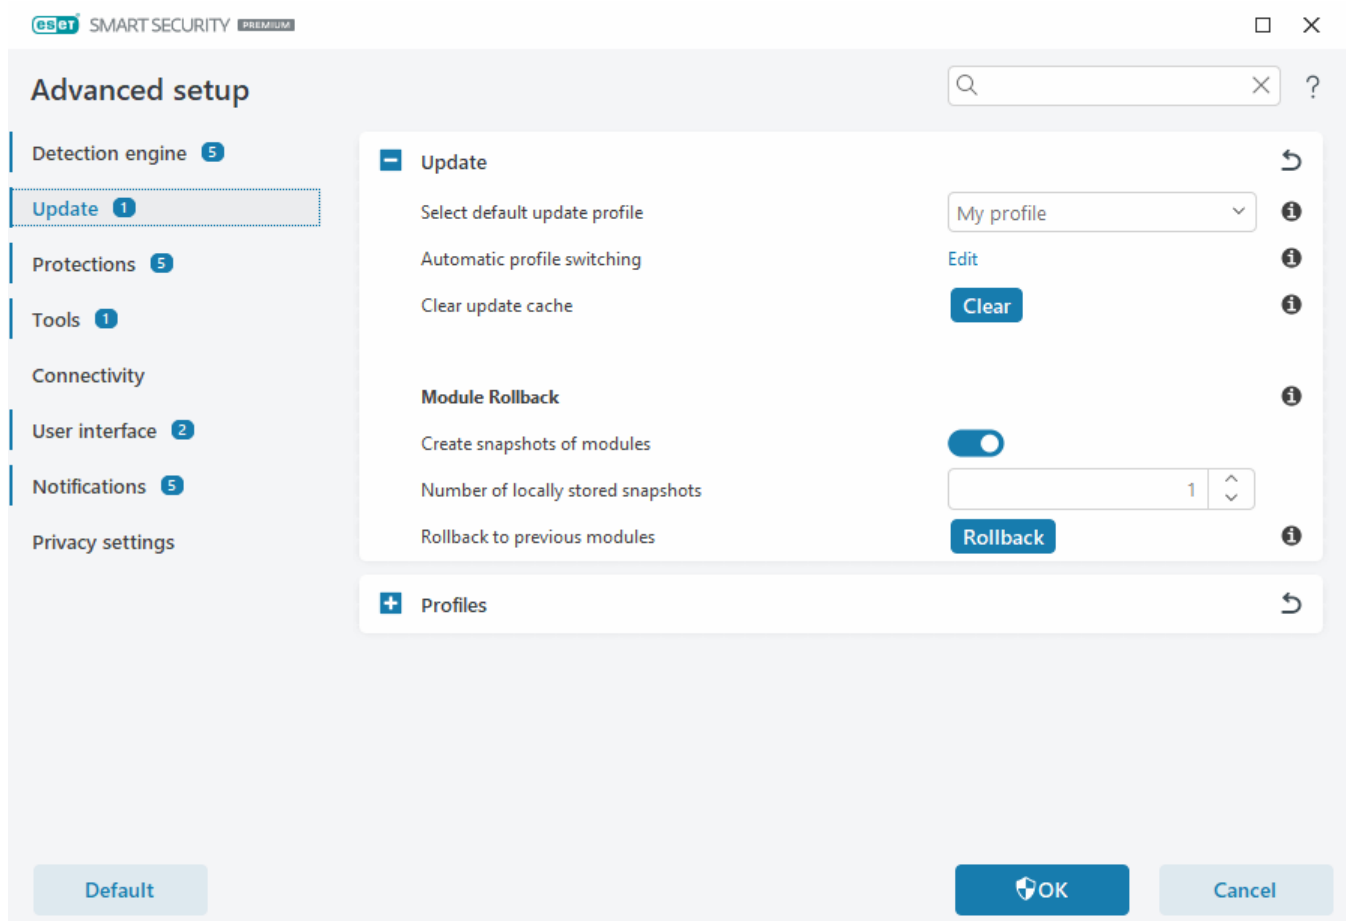 eseT SMART SECURITY PREMIUM
Advanced setup
?
Detection engine 5
Update 1
Protections 5
Tools 1
Connectivity
User interface 2
Notifications 5
Privacy settings
Update
Select default update profile My profile
Automatic profile switching Edit
Clear update cache Clear
Module Rollback
Create snapshots of modules
Number of locally stored snapshots 1
Rollback to previous modules Rollback
Profiles
Default
OK
Cancel